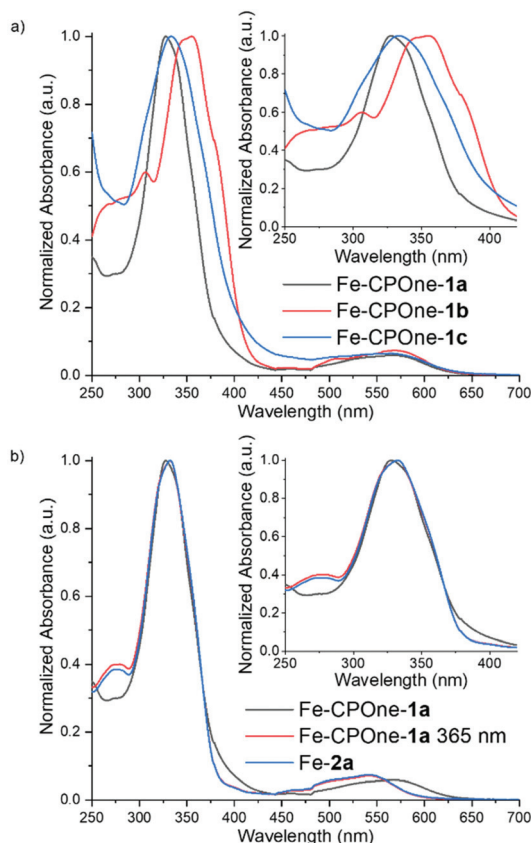 a)
Normalized Absorbance (a.u.)
1.0
0.8
0.6
0.4
0.2
0.0
250 300 350 400 450 500 550 600 650 700
Wavelength (nm)
Normalized Absorbance (a.u.)
1.0
0.8
0.6
0.4
0.2
0.0
250 300 350 400
Wavelength (nm)
Fe-CPOne-1a
Fe-CPOne-1b
Fe-CPOne-1c
b)
Normalized Absorbance (a.u.)
1.0
0.8
0.6
0.4
0.2
0.0
250 300 350 400 450 500 550 600 650 700
Wavelength (nm)
Normalized Absorbance (a.u.)
1.0
0.8
0.6
0.4
0.2
0.0
250 300 350 400
Wavelength (nm)
Fe-CPOne-1a
Fe-CPOne-1a 365 nm
Fe-2a